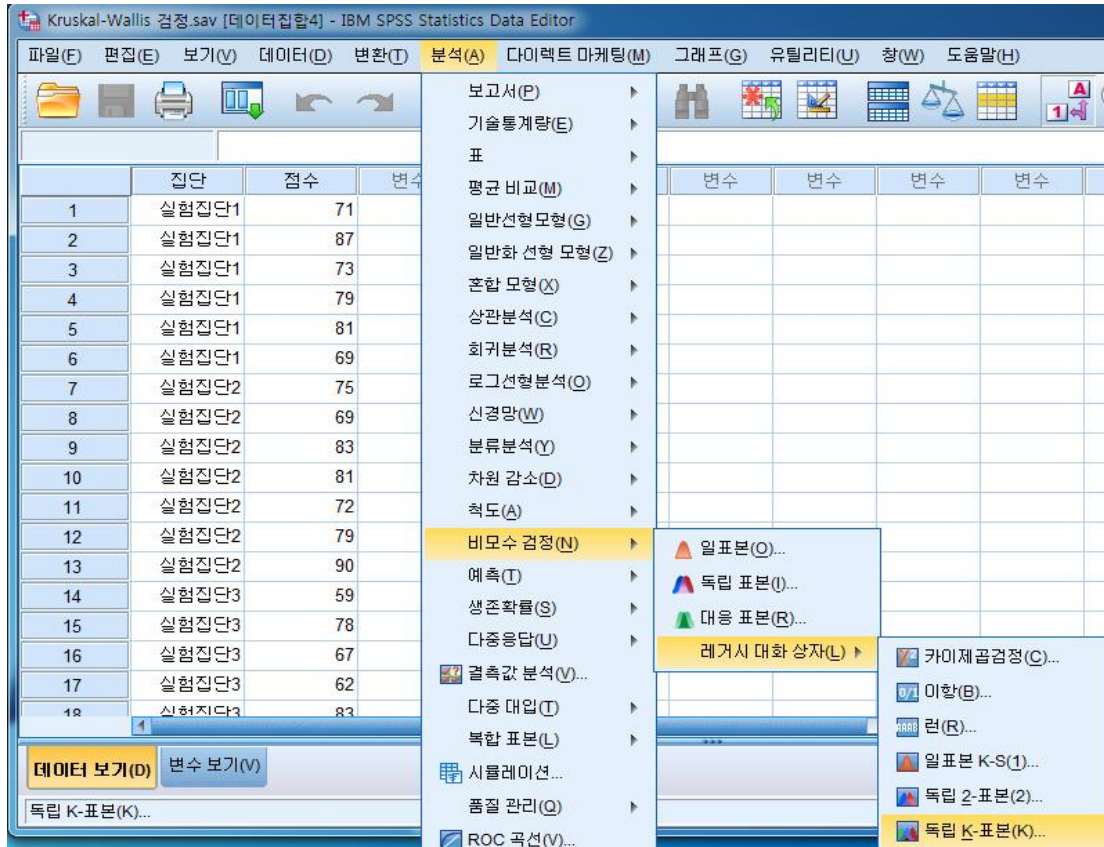 Kruskal-Wallis 검정.sav [데이터집합4] - IBM SPSS Statistics Data Editor
파일(F) 편집(E) 보기(V) 데이터(D) 변환(T) 분석(A) 다이렉트 마케팅(M) 그래프(G) 유틸리티(U) 창(W) 도움말(H)
집단 점수 변수 변수 변수 변수
1 실험집단1 71
2 실험집단1 87
3 실험집단1 73
4 실험집단1 79
5 실험집단1 81
6 실험집단1 69
7 실험집단2 75
8 실험집단2 69
9 실험집단2 83
10 실험집단2 81
11 실험집단2 72
12 실험집단2 79
13 실험집단2 90
14 실험집단3 59
15 실험집단3 78
16 실험집단3 67
17 실험집단3 62
18 실험집단3 83
보고서(P)
기술통계량(E)
표
평균 비교(M)
일반선형모형(G)
일반화 선형 모형(Z)
혼합 모형(X)
상관분석(C)
회귀분석(R)
로그선형분석(O)
신경망(W)
분류분석(Y)
차원 감소(D)
척도(A)
비모수 검정(N)
예측(T)
생존확률(S)
다중응답(U)
결측값 분석(V)...
다중 대입(T)
복합 표본(L)
시뮬레이션...
품질 관리(Q)
ROC 곡선(V)...
일표본(O)...
독립 표본(I)...
대응 표본(R)...
레거시 대화 상자(L)
카이제곱검정(C)...
이항(B)...
런(R)...
일표본 K-S(1)...
독립 2-표본(2)...
독립 K-표본(K)...
데이터 보기(D) 변수 보기(V)
독립 K-표본(K)...